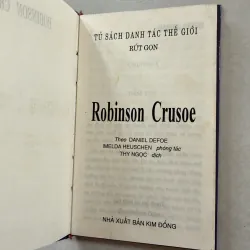 TỦ SÁCH DANH TÁC THẾ GIỚI
RÚT GỌN
Robinson Crusoe
Theo DANIEL DEFOE
IMELDA HEUSCHEN phóng tác
THY NGỌC dịch
NHÀ XUẤT BẢN KIM ĐỒNG